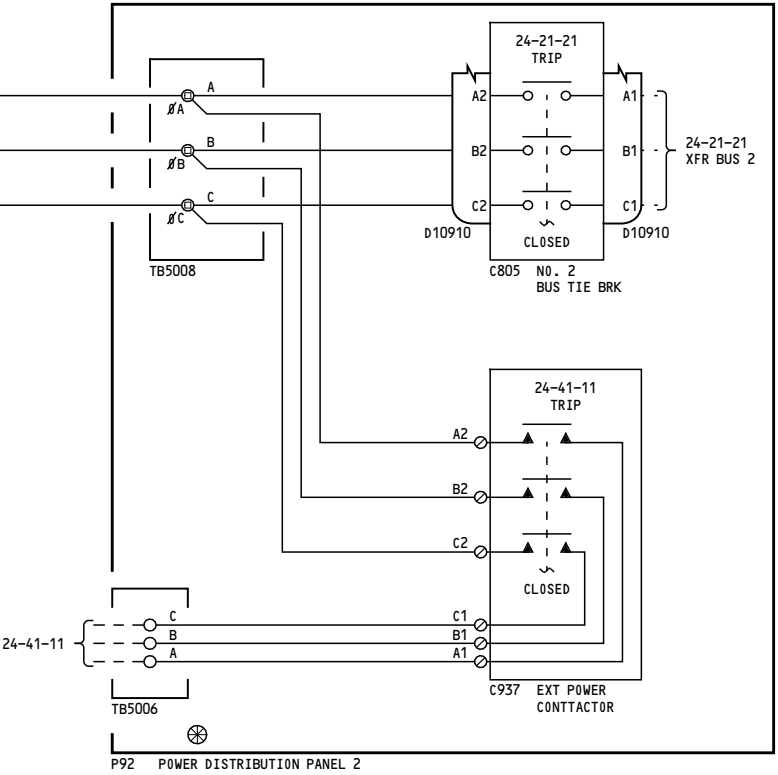 24-21-21
TRIP
A
A2
A1
ØA
B
B2
B1
24-21-21
XFR BUS 2
ØB
C
C2
C1
ØC
D10910
D10910
CLOSED
TB5008
C805 NO. 2
BUS TIE BRK
24-41-11
TRIP
A2
B2
C2
CLOSED
C
C1
24-41-11
B
B1
A
A1
C937 EXT POWER
CONTTACTOR
TB5006
P92 POWER DISTRIBUTION PANEL 2